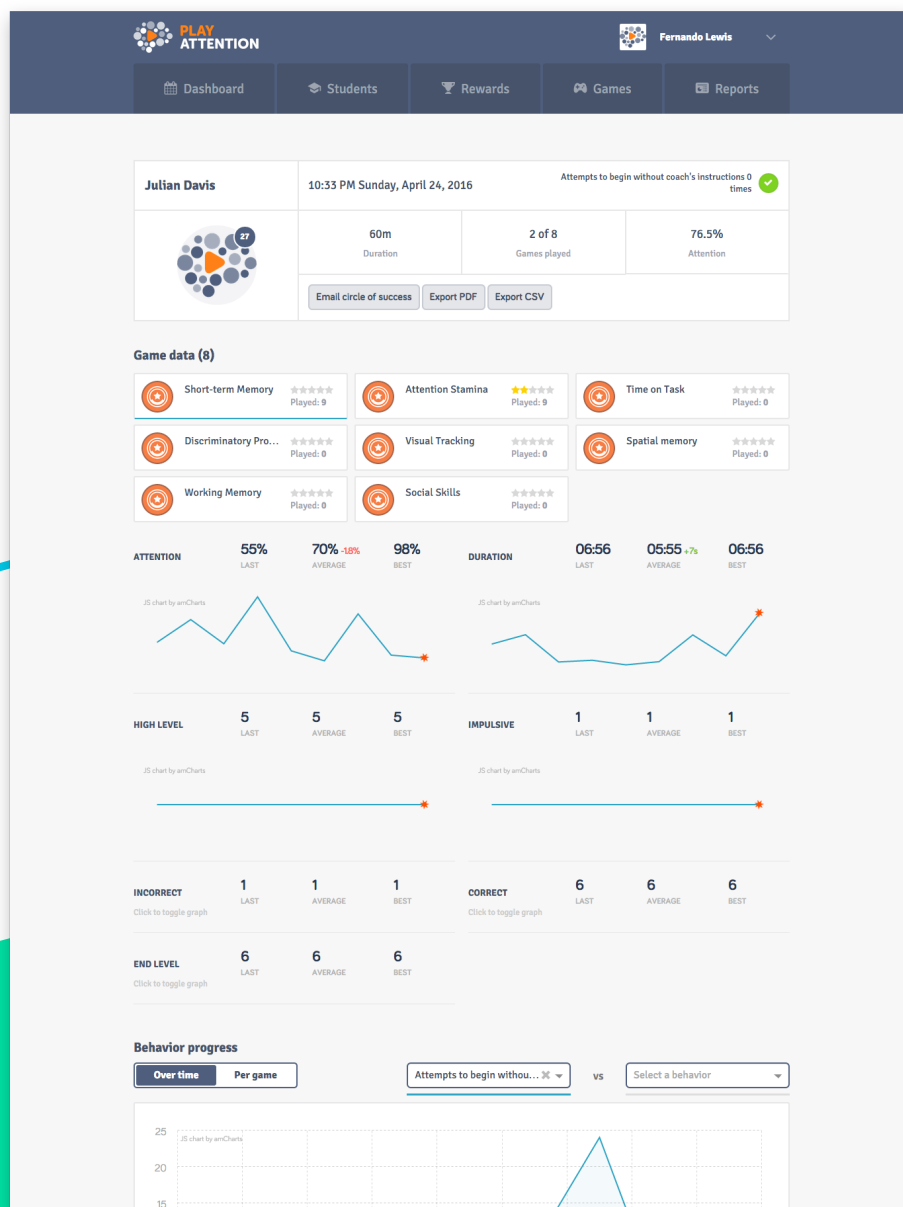 PLAY
ATTENTION
Fernando Lewis
Dashboard
Students
Rewards
Games
Reports
Julian Davis
10:33 PM Sunday, April 24, 2016
Attempts to begin without coach's instructions 0
times
27
60m
Duration
2 of 8
Games played
76.5%
Attention
Email circle of success
Export PDF
Export CSV
Game data (8)
Short-term Memory
Played: 9
Attention Stamina
Played: 9
Time on Task
Played: 0
Discriminatory Pro...
Played: 0
Visual Tracking
Played: 0
Spatial memory
Played: 0
Working Memory
Played: 0
Social Skills
Played: 0
ATTENTION
55%
LAST
70% -1.8%
AVERAGE
98%
BEST
JS chart by amCharts
DURATION
06:56
LAST
05:55 +7s
AVERAGE
06:56
BEST
JS chart by amCharts
HIGH LEVEL
5
LAST
5
AVERAGE
5
BEST
JS chart by amCharts
IMPULSIVE
1
LAST
1
AVERAGE
1
BEST
JS chart by amCharts
INCORRECT
Click to toggle graph
1
LAST
1
AVERAGE
1
BEST
CORRECT
Click to toggle graph
6
LAST
6
AVERAGE
6
BEST
END LEVEL
Click to toggle graph
6
LAST
6
AVERAGE
6
BEST
Behavior progress
Over time
Per game
Attempts to begin withou...
vs
Select a behavior
25
JS chart by amCharts
20
15